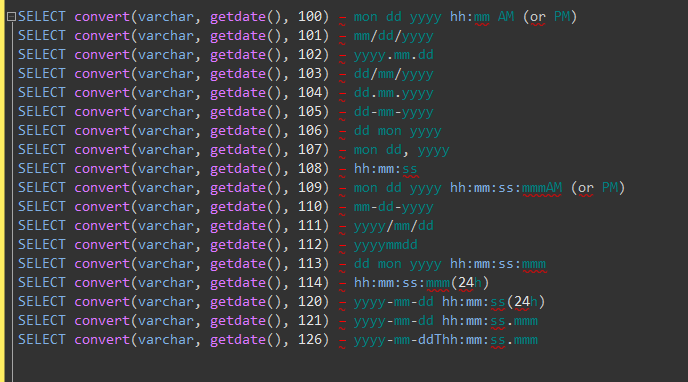 SELECT convert(varchar, getdate(), 100) – mon dd yyyy hh:mm AM (or PM)
SELECT convert(varchar, getdate(), 101) – mm/dd/yyyy
SELECT convert(varchar, getdate(), 102) – yyyy.mm.dd
SELECT convert(varchar, getdate(), 103) – dd/mm/yyyy
SELECT convert(varchar, getdate(), 104) – dd.mm.yyyy
SELECT convert(varchar, getdate(), 105) – dd-mm-yyyy
SELECT convert(varchar, getdate(), 106) – dd mon yyyy
SELECT convert(varchar, getdate(), 107) – mon dd, yyyy
SELECT convert(varchar, getdate(), 108) – hh:mm:ss
SELECT convert(varchar, getdate(), 109) – mon dd yyyy hh:mm:ss:mmmAM (or PM)
SELECT convert(varchar, getdate(), 110) – mm-dd-yyyy
SELECT convert(varchar, getdate(), 111) – yyyy/mm/dd
SELECT convert(varchar, getdate(), 112) – yyyymmdd
SELECT convert(varchar, getdate(), 113) – dd mon yyyy hh:mm:ss:mmm
SELECT convert(varchar, getdate(), 114) – hh:mm:ss:mmm(24h)
SELECT convert(varchar, getdate(), 120) – yyyy-mm-dd hh:mm:ss(24h)
SELECT convert(varchar, getdate(), 121) – yyyy-mm-dd hh:mm:ss.mmm
SELECT convert(varchar, getdate(), 126) – yyyy-mm-ddThh:mm:ss.mmm